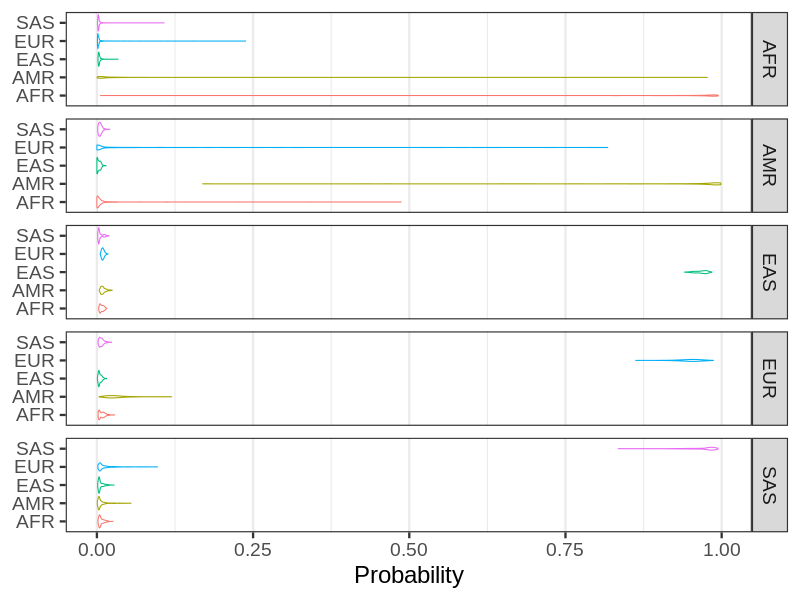 SAS
EUR
EAS
AMR
AFR
AFR
SAS
EUR
EAS
AMR
AFR
AMR
SAS
EUR
EAS
AMR
AFR
EAS
SAS
EUR
EAS
AMR
AFR
EUR
SAS
EUR
EAS
AMR
AFR
SAS
0.00 0.25 0.50 0.75 1.00
Probability